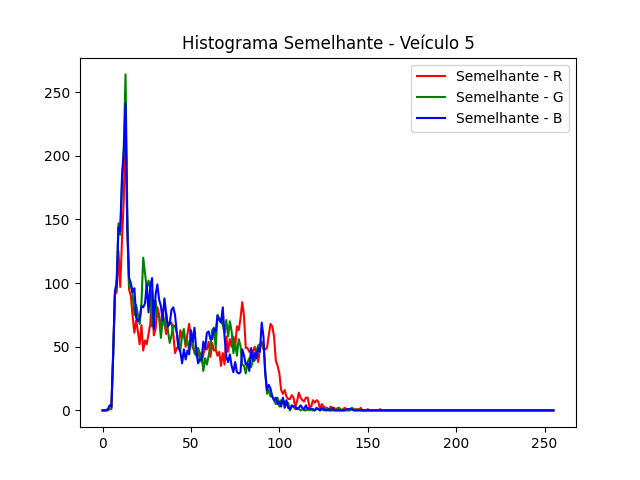 Histograma Semelhante - Veículo 5
Semelhante - R
Semelhante - G
Semelhante - B
250
200
150
100
50
0
0 50 100 150 200 250